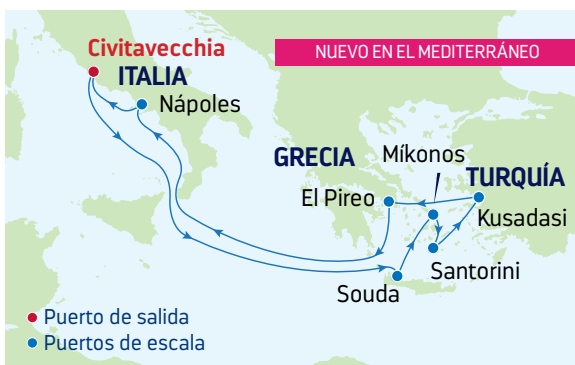 NUEVO EN EL MEDITERRÁNEO
Civitavecchia
ITALIA
Nápoles
GRECIA
Míkonos
TURQUÍA
El Pireo
Kusadasi
Santorini
Souda
Puerto de salida
Puertos de escala